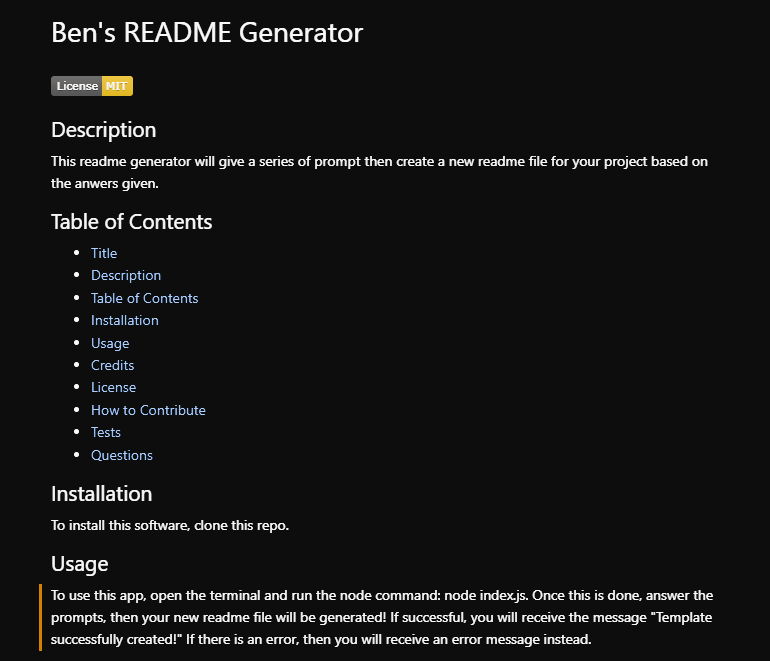 Ben's README Generator
License MIT
Description
This readme generator will give a series of prompt then create a new readme file for your project based on
the anwers given.
Table of Contents
Title
Description
Table of Contents
Installation
Usage
Credits
License
How to Contribute
Tests
Questions
Installation
To install this software, clone this repo.
Usage
To use this app, open the terminal and run the node command: node index.js. Once this is done, answer the
prompts, then your new readme file will be generated! If successful, you will receive the message "Template
successfully created!" If there is an error, then you will receive an error message instead.